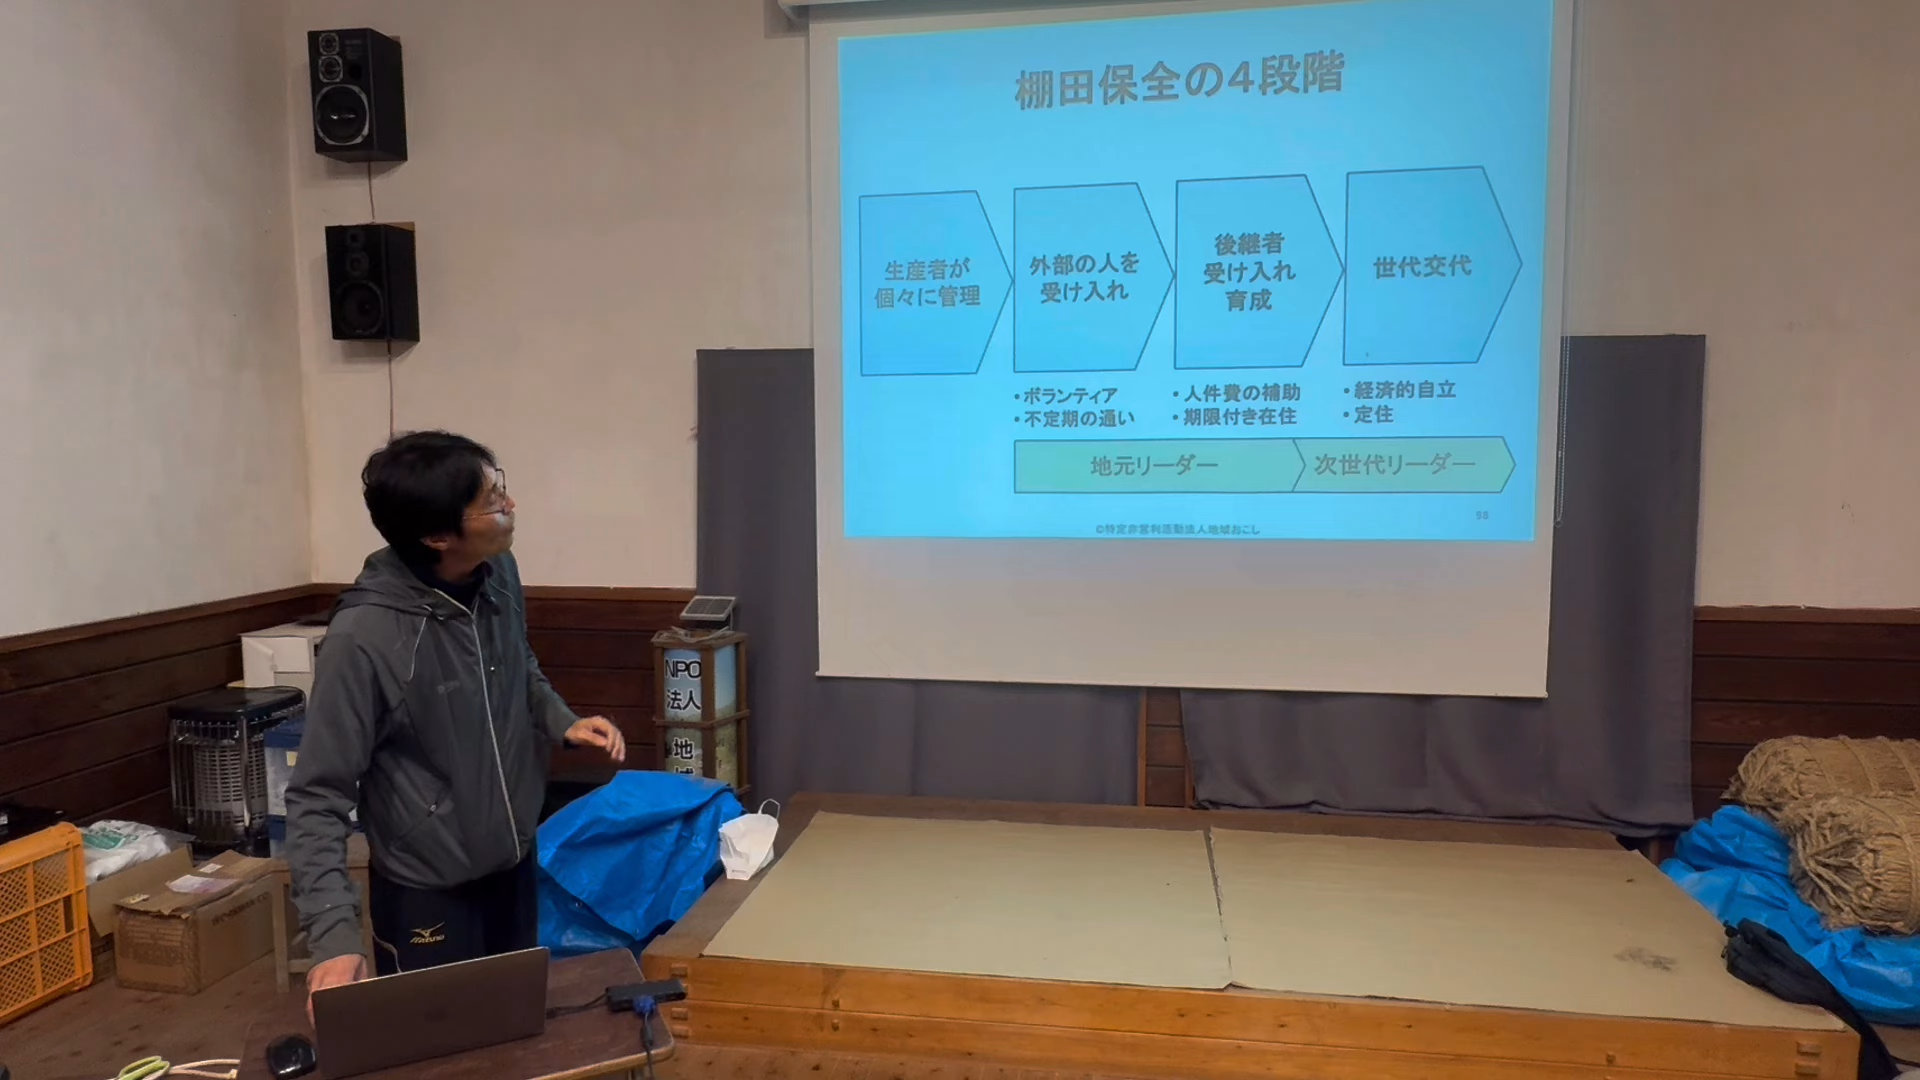 棚田保全の4段階
生産者が
個々に管理
外部の人を
受け入れ
後継者
受け入れ
育成
世代交代
・ボランティア
・不定期の通い
・人件費の補助
・期限付き在住
・経済的自立
・定住
地元リーダー
次世代リーダー
98
©特定非営利活動法人地域おこし
NPO
法人
地
MIZUNO